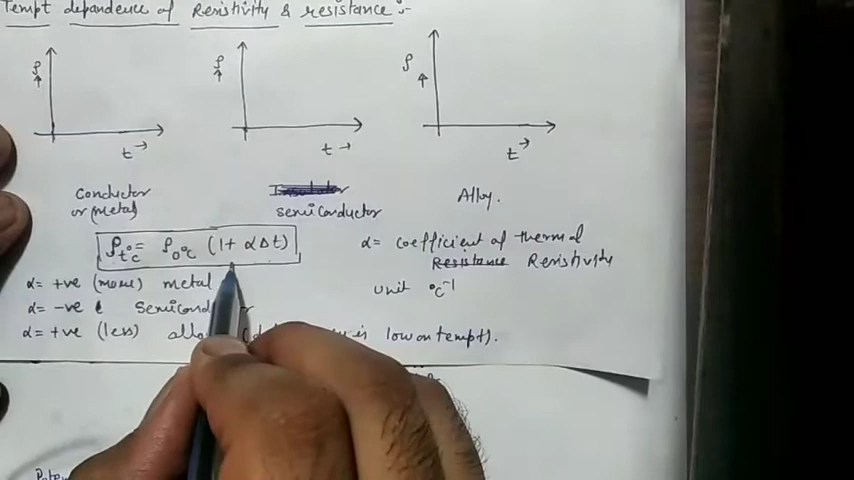 Tempt dependence of Resistivity & resistance :-
ρ ρ ρ
t t t
Conductor Alloy.
or (metal) semiConductor
ρt°c = ρ0°c (1+ αΔt) α= coefficient of thermal
Resistance Resistivity
α= +ve (more) metal unit °c-1
α= -ve
α= +ve (less) is low on tempt).